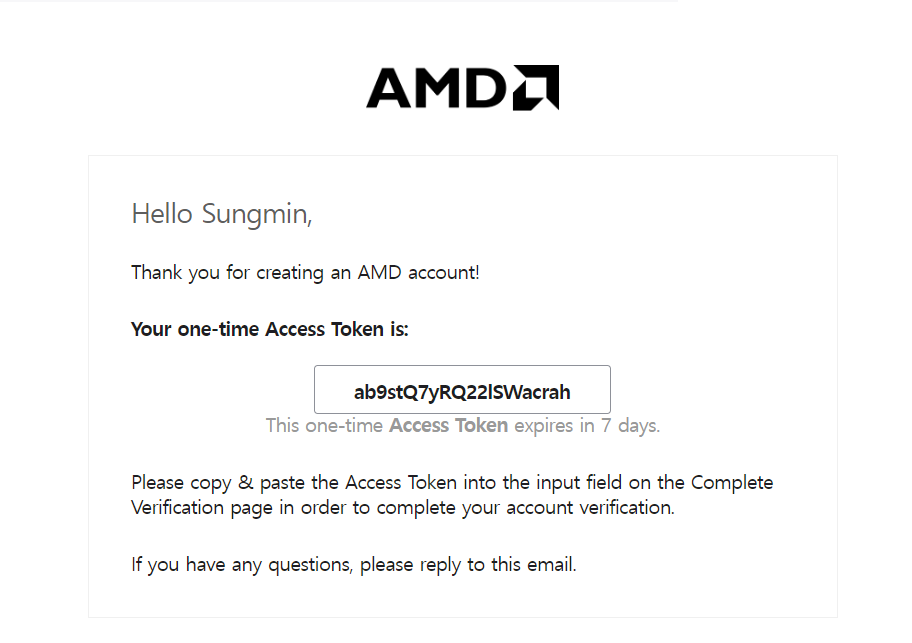 AMD
Hello Sungmin,
Thank you for creating an AMD account!
Your one-time Access Token is:
ab9stQ7yRQ22lSWacrah
This one-time Access Token expires in 7 days.
Please copy & paste the Access Token into the input field on the Complete
Verification page in order to complete your account verification.
If you have any questions, please reply to this email.